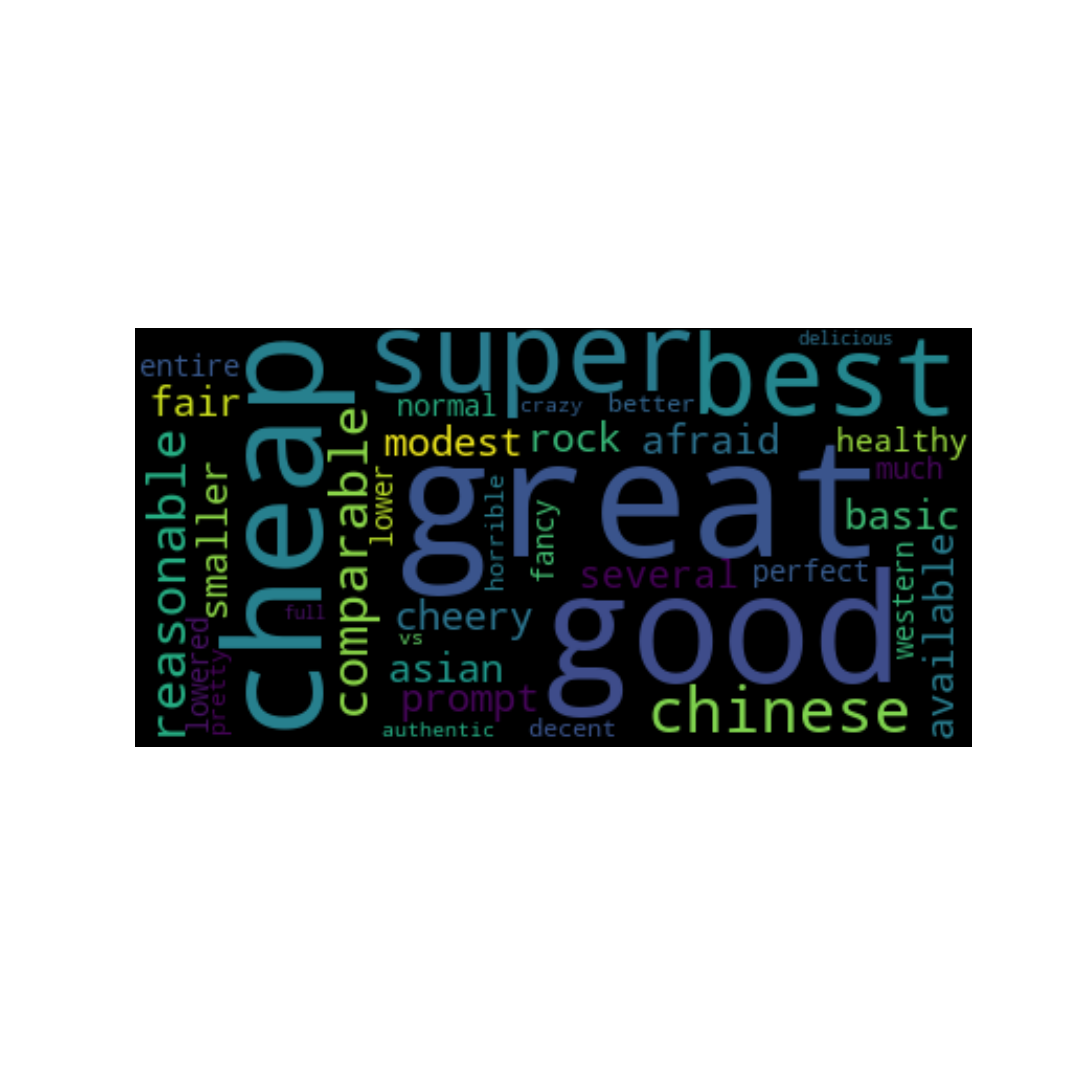 delicious
super
best
entire
cheap
fair
normal
crazy
better
modest
rock
afraid
healthy
comparable
reasonable
smaller
lower
great
much
horrible
fancy
basic
several
perfect
western
available
full
cheery
good
vs
lowered
pretty
asian
prompt
chinese
authentic
decent